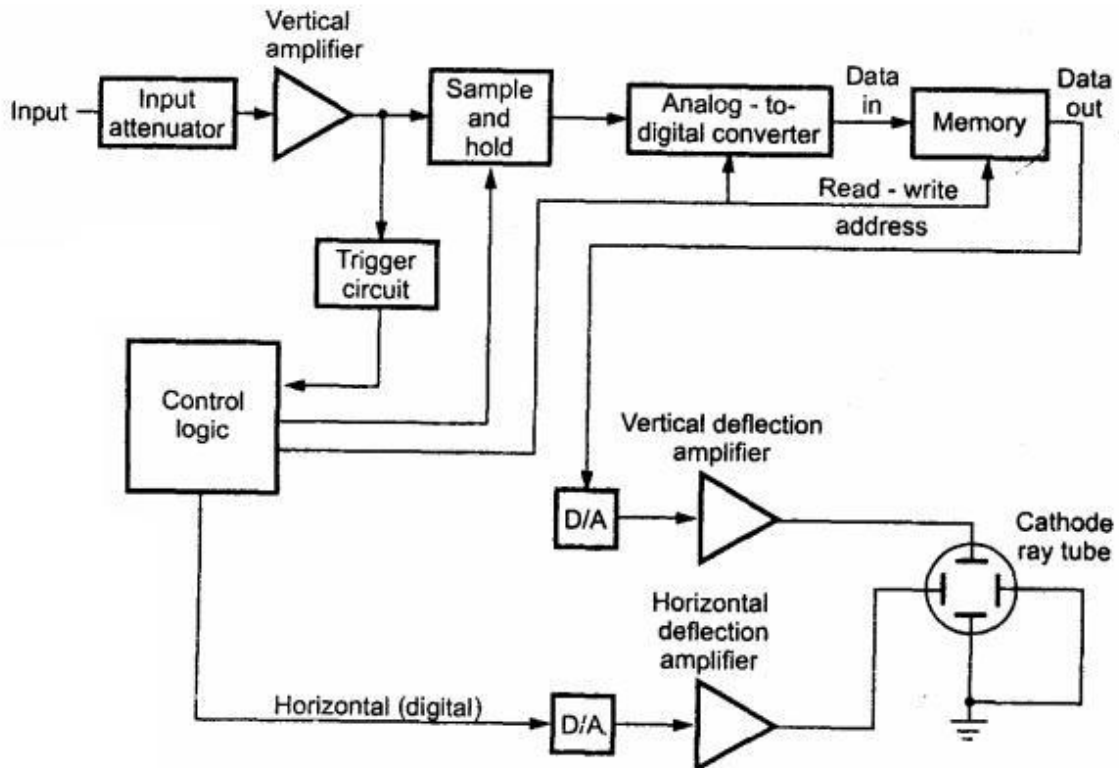 Vertical
amplifier
Input
Input
attenuator
Sample
and
hold
Analog - to-
digital converter
Data
in
Memory
Data
out
Read - write
address
Trigger
circuit
Control
logic
Vertical deflection
amplifier
D/A
Cathode
ray tube
Horizontal
deflection
amplifier
Horizontal (digital)
D/A